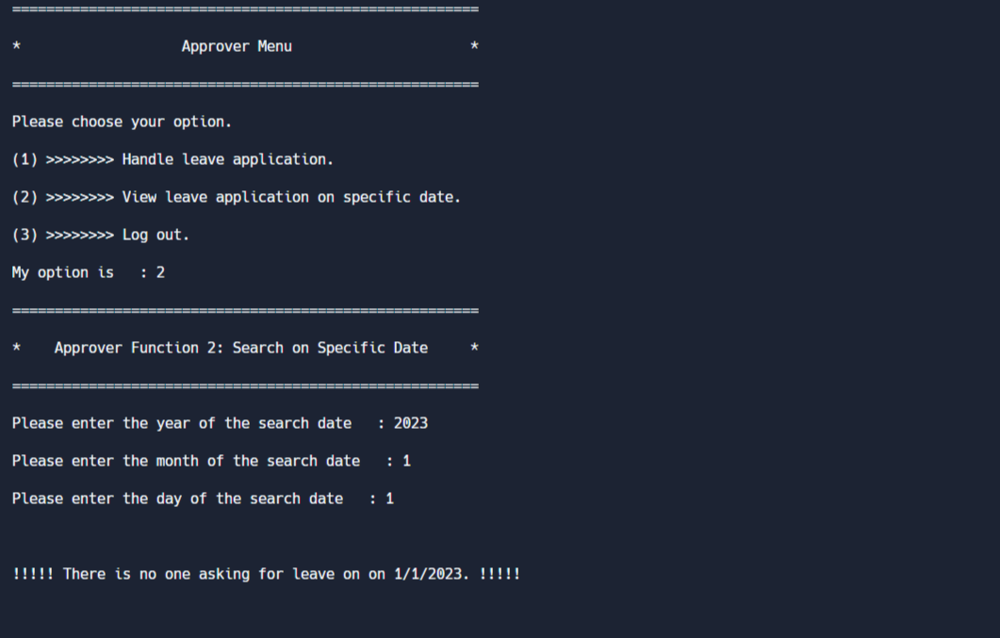 =======================================================
*                   Approver Menu                     *
=======================================================
Please choose your option.
(1) >>>>>>>> Handle leave application.
(2) >>>>>>>> View leave application on specific date.
(3) >>>>>>>> Log out.
My option is   : 2
=======================================================
*    Approver Function 2: Search on Specific Date     *
=======================================================
Please enter the year of the search date   : 2023
Please enter the month of the search date   : 1
Please enter the day of the search date   : 1
!!!!! There is no one asking for leave on on 1/1/2023. !!!!!